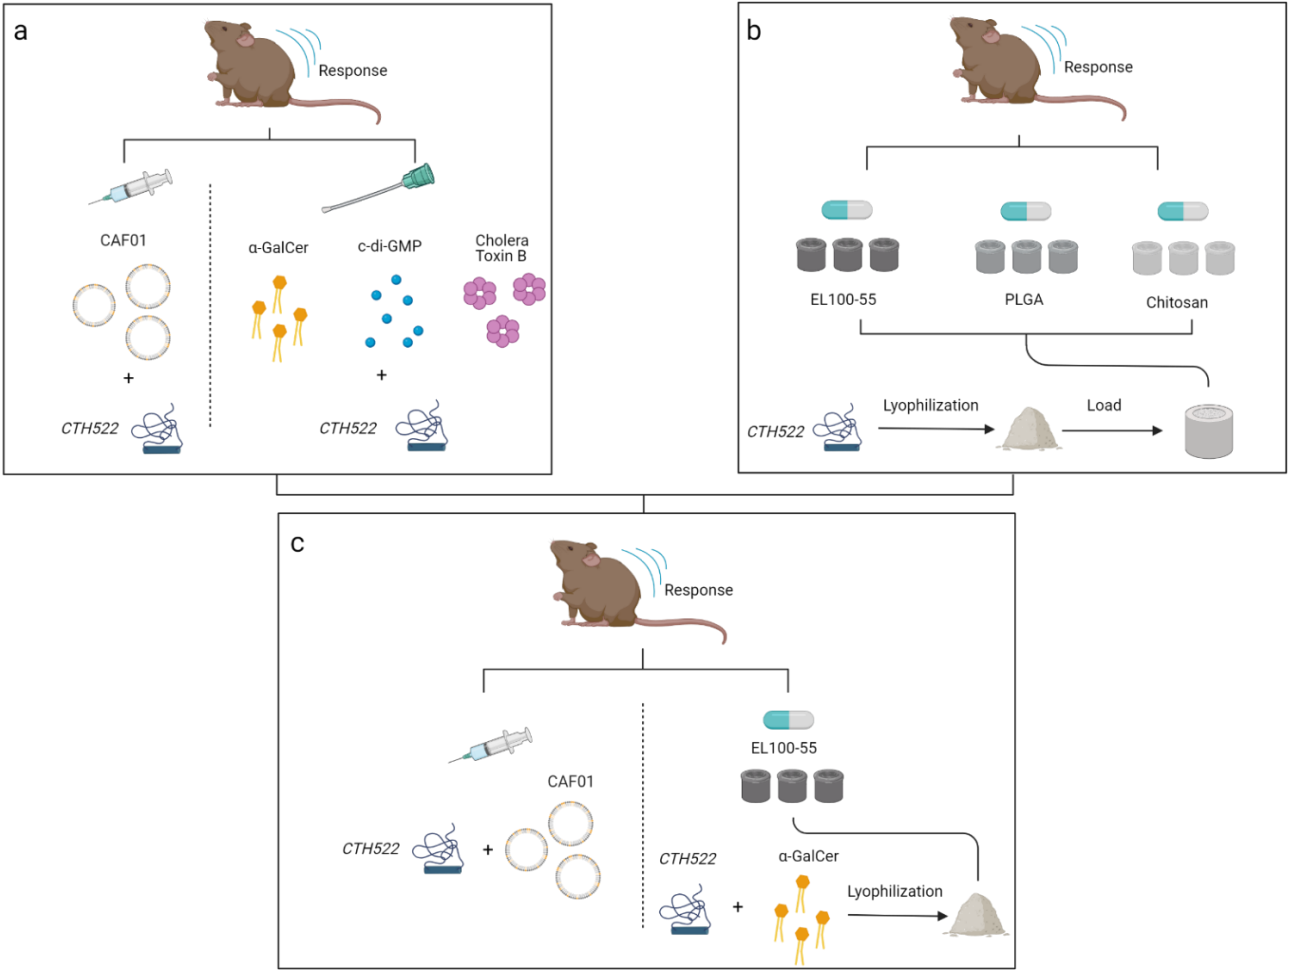 a
Response
CAF01
α-GalCer
c-di-GMP
Cholera
Toxin B
+
+
CTH522
CTH522
b
Response
EL100-55
PLGA
Chitosan
CTH522
Lyophilization
Load
c
Response
CAF01
CTH522
+
EL100-55
CTH522
+
α-GalCer
Lyophilization